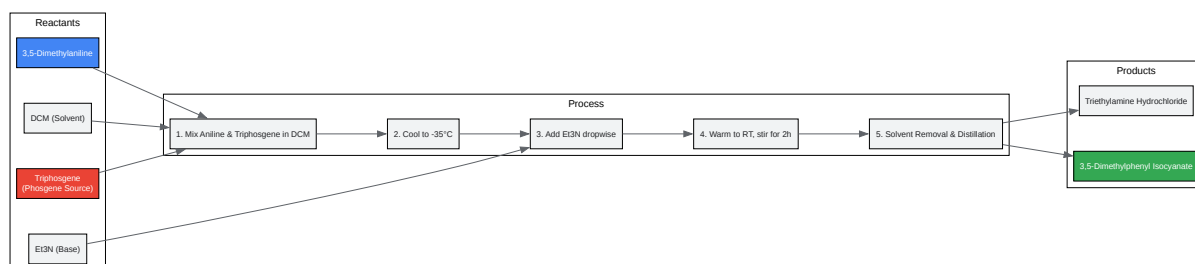 Reactants
3,5-Dimethylaniline
DCM (Solvent)
Triphosgene
(Phosgene Source)
Et3N (Base)
Process
1. Mix Aniline & Triphosgene in DCM
2. Cool to -35°C
3. Add Et3N dropwise
4. Warm to RT, stir for 2h
5. Solvent Removal & Distillation
Products
Triethylamine Hydrochloride
3,5-Dimethylphenyl Isocyanate